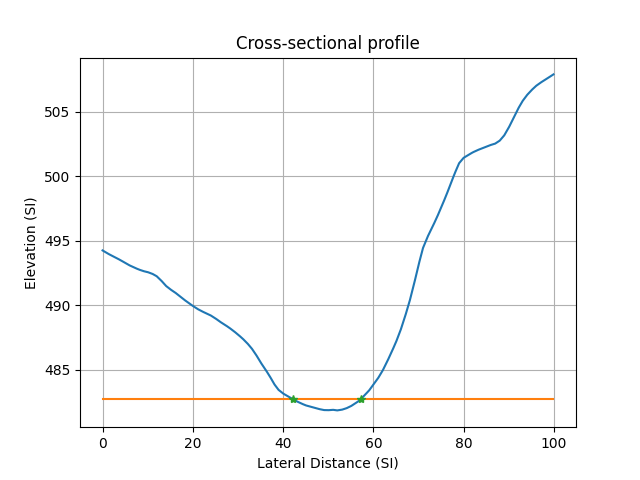 Cross-sectional profile
505
500
495
490
485
Elevation (SI)
0 20 40 60 80 100
Lateral Distance (SI)